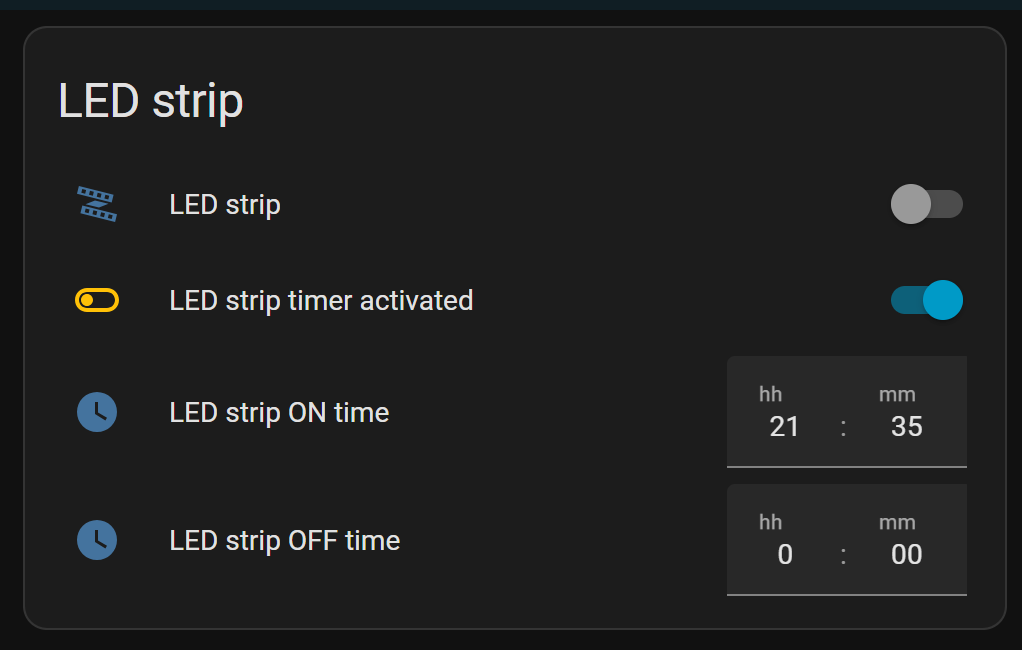 LED strip
LED strip
LED strip timer activated
hh mm
LED strip ON time 21 : 35
hh mm
LED strip OFF time 0 : 00